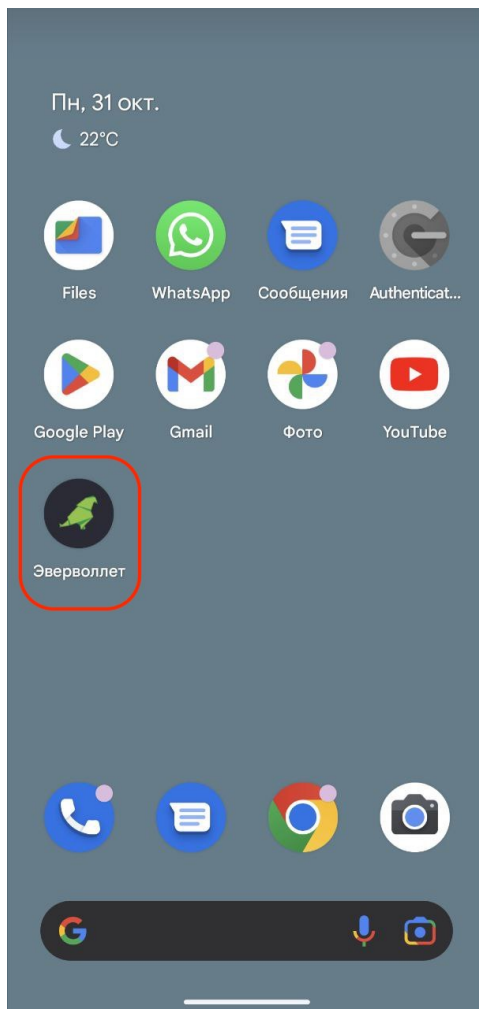 Пн, 31 окт.
22°C
Files WhatsApp Сообщения Authenticat...
Google Play Gmail Фото YouTube
Эверволлет